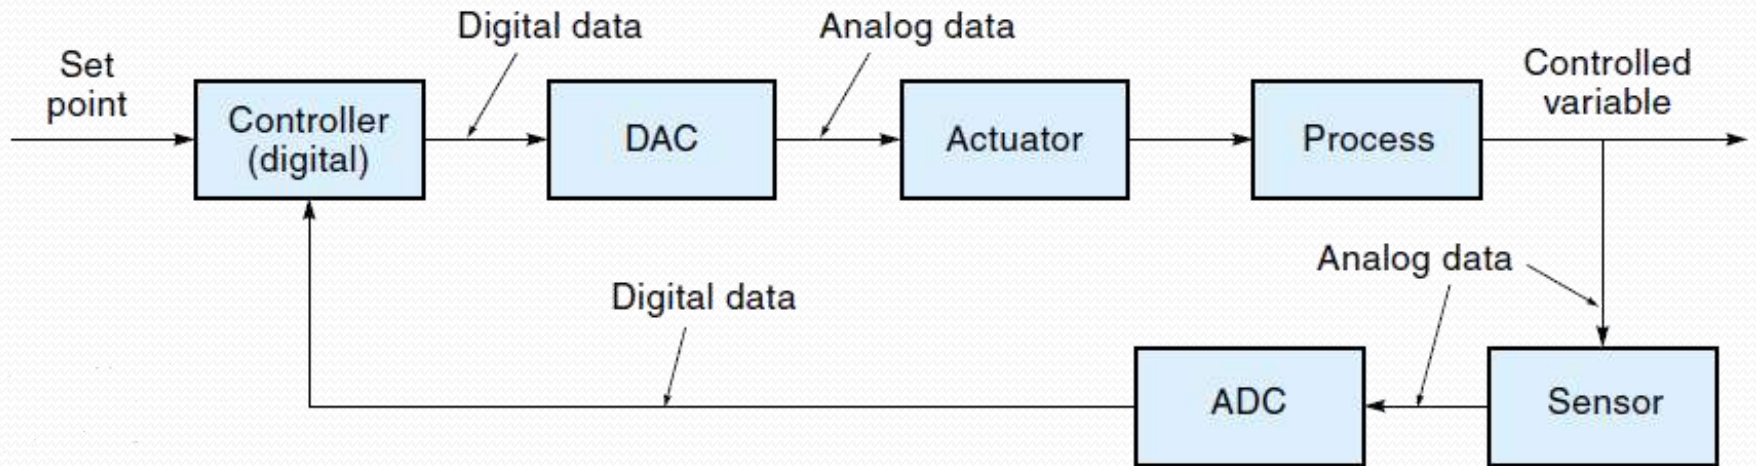 Digital data
Analog data
Set
point
Controller
(digital)
DAC
Actuator
Process
Controlled
variable
Analog data
Digital data
ADC
Sensor